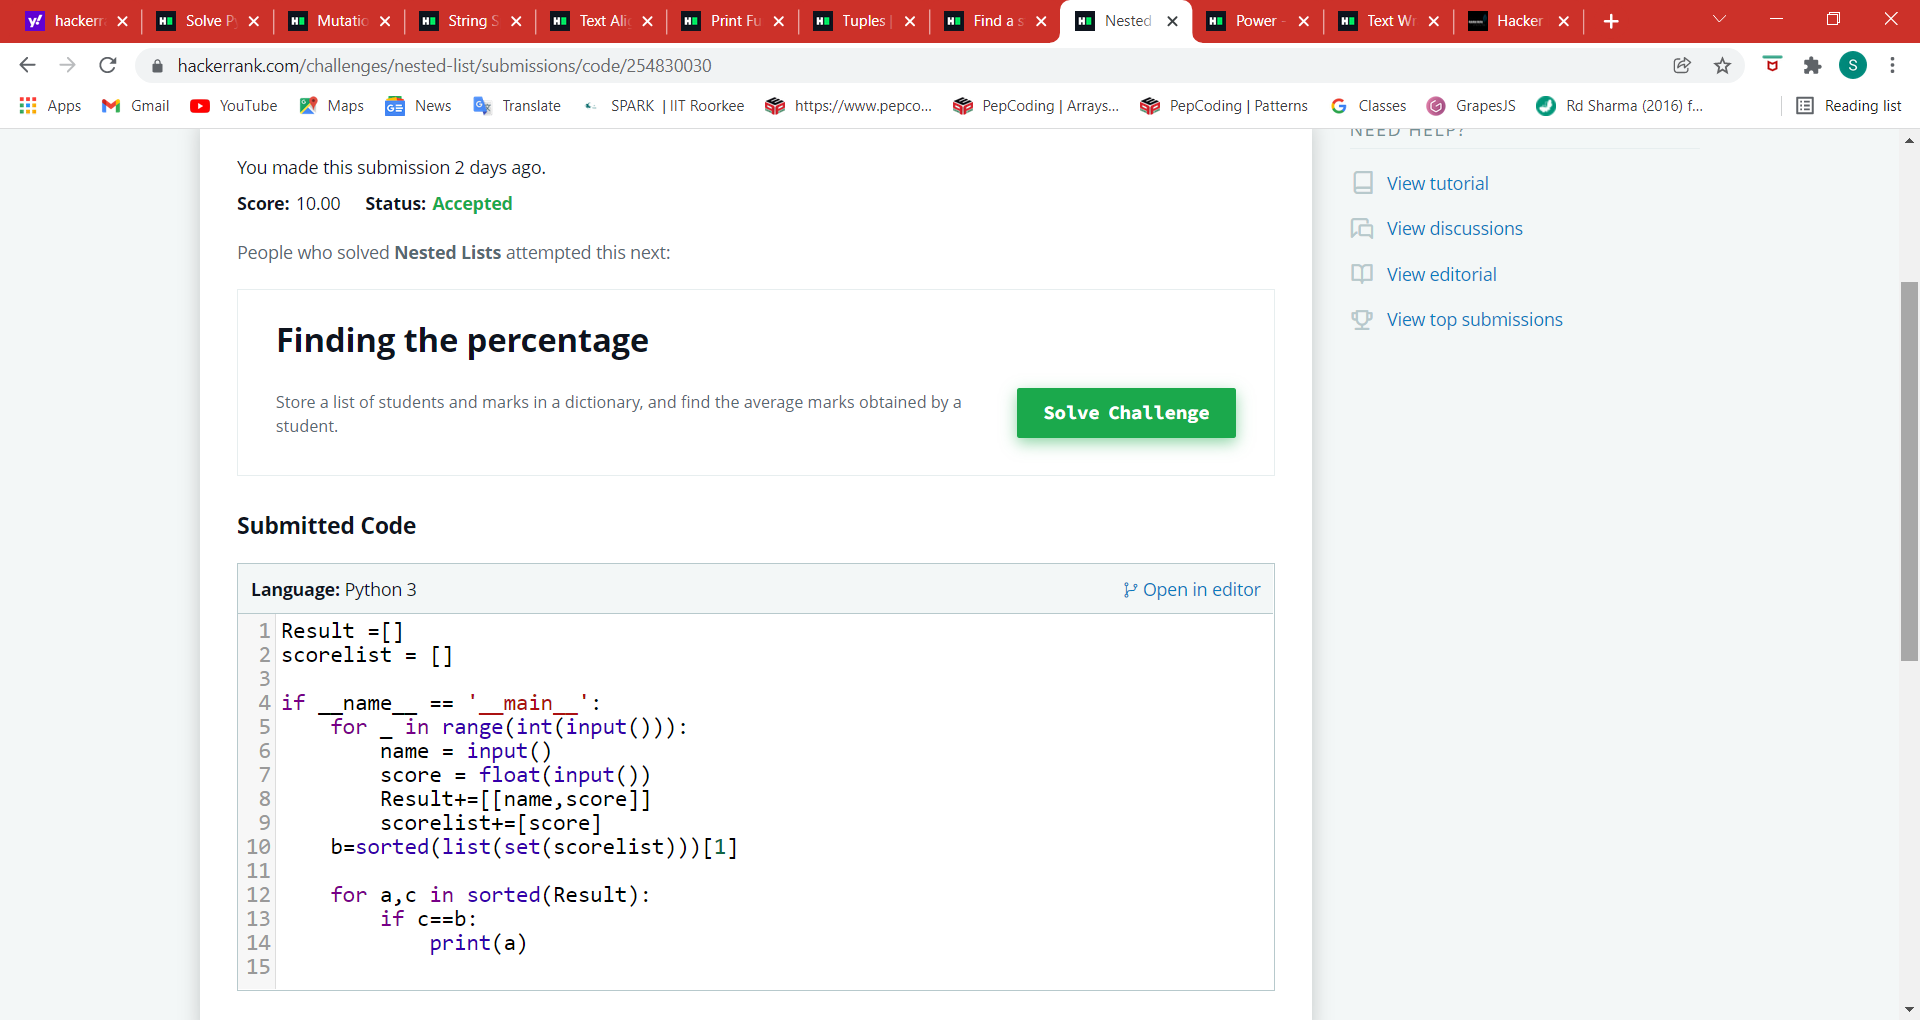 hackerr Solve P Mutatio String S Text Ali Print Fu Tuples Find a s Nested Power - Text Wr Hacker
hackerrank.com/challenges/nested-list/submissions/code/254830030 S
Apps Gmail YouTube Maps News Translate SPARK | IIT Roorkee https://www.pepco... PepCoding | Arrays... PepCoding | Patterns Classes GrapesJS Rd Sharma (2016) f... Reading list
NEED HELP?
You made this submission 2 days ago.
View tutorial
Score: 10.00 Status: Accepted
View discussions
People who solved Nested Lists attempted this next:
View editorial
View top submissions
Finding the percentage
Store a list of students and marks in a dictionary, and find the average marks obtained by a
student.
Solve Challenge
Submitted Code
Language: Python 3 Open in editor
1 Result =[]
2 scorelist = []
3
4 if __name__ == '__main__':
5 for _ in range(int(input())):
6 name = input()
7 score = float(input())
8 Result+=[[name,score]]
9 scorelist+=[score]
10 b=sorted(list(set(scorelist)))[1]
11
12 for a,c in sorted(Result):
13 if c==b:
14 print(a)
15